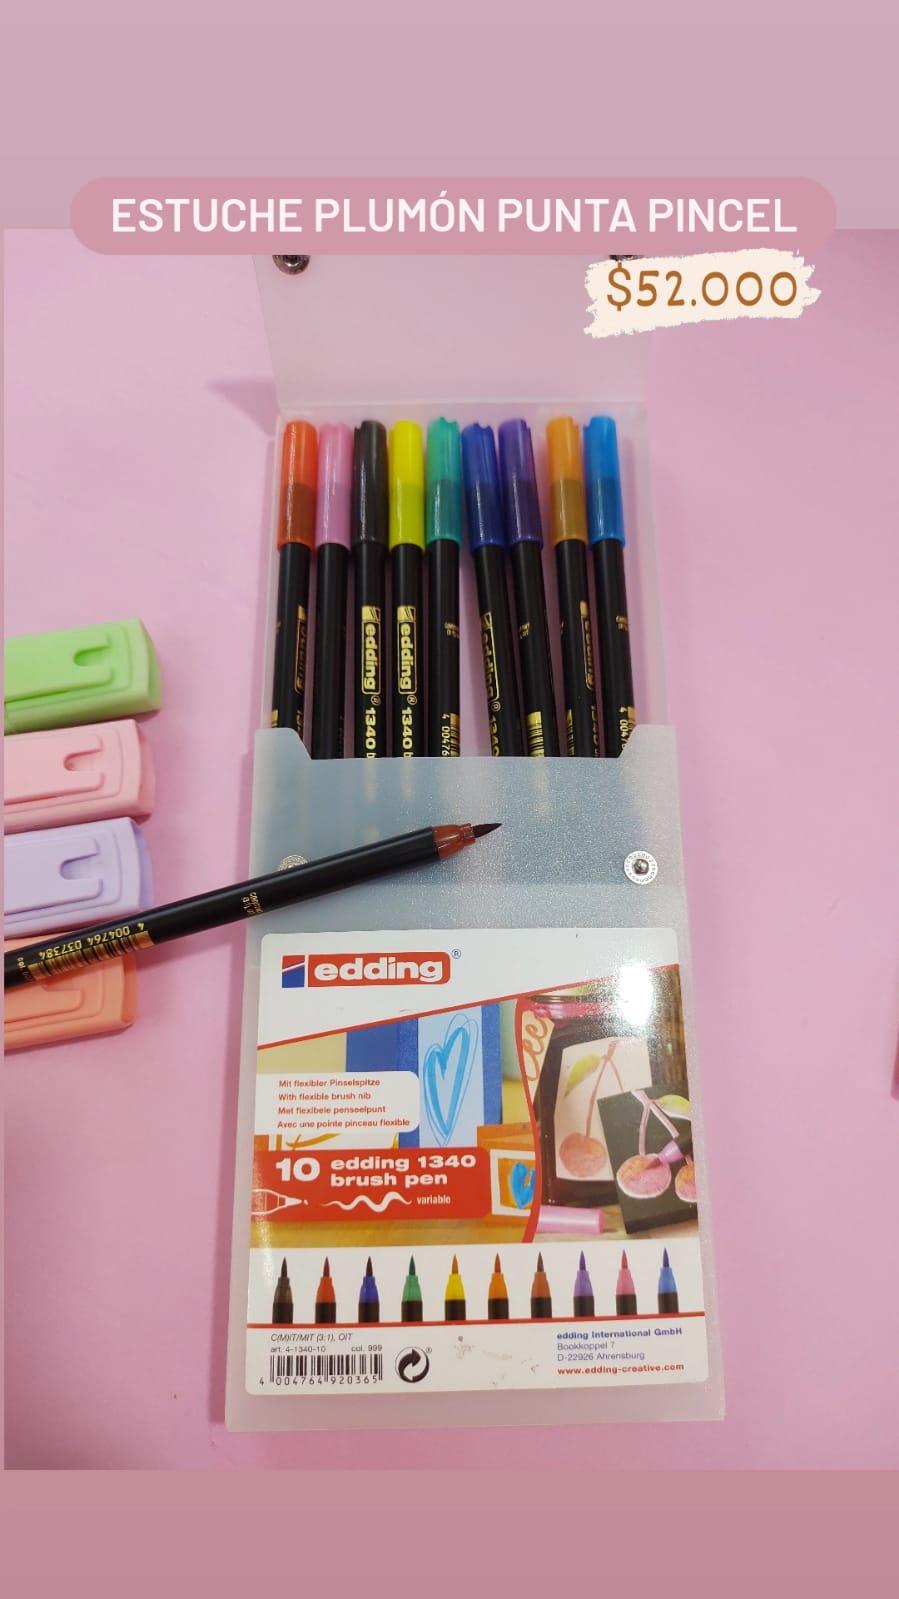 ESTUCHE PLUMÓN PUNTA PINCEL
$52.000
edding
edding® 1340 b
edding® 1340 b
edding®
4 004764 037384
edding®
Mit flexibler Pinselspitze
With flexible brush nib
Met flexibele penseelpunt
Avec une pointe pinceau flexible
10 edding 1340
brush pen
variable
C(M)IT/MIT (3:1), OIT
art. 4-1340-10 col. 999
4 004764 920365
edding International GmbH
Bookkoppel 7
D-22926 Ahrensburg
www.edding-creative.com